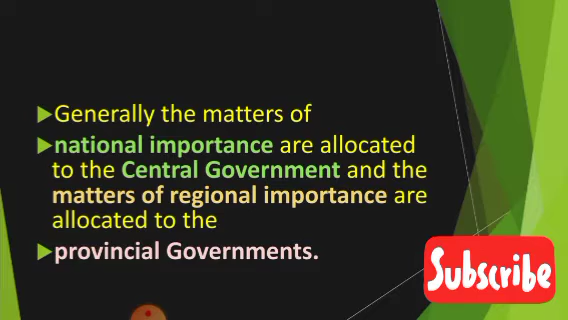 Generally the matters of
national importance are allocated
to the Central Government and the
matters of regional importance are
allocated to the
provincial Governments.
Subscribe